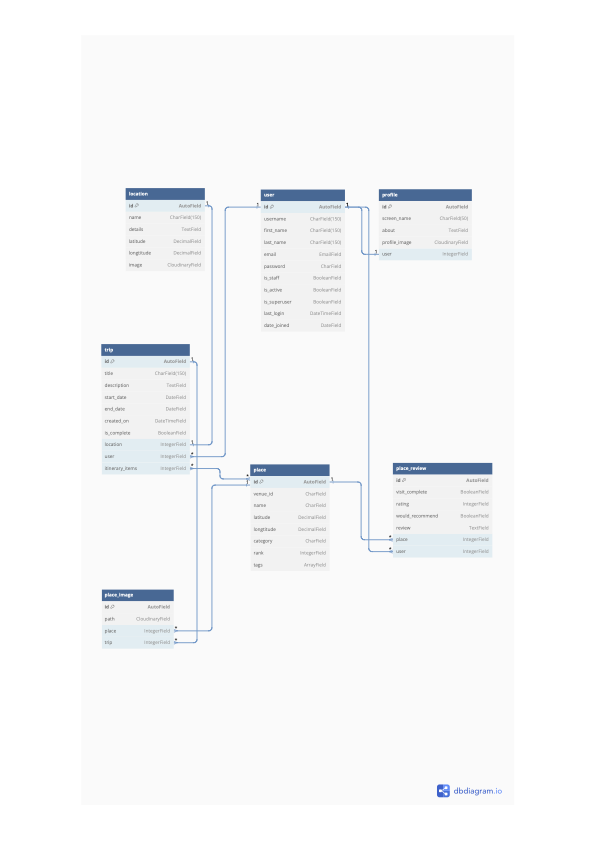 location
id AutoField
name CharField(150)
details TextField
latitude DecimalField
longtitude DecimalField
image CloudinaryField
user
id AutoField
username CharField(150)
first_name CharField(150)
last_name CharField(150)
email EmailField
password CharField
is_staff BooleanField
is_active BooleanField
is_superuser BooleanField
last_login DateTimeField
date_joined DateField
profile
id AutoField
screen_name CharField(50)
about TextField
profile_image CloudinaryField
user IntegerField
trip
id AutoField
title CharField(150)
description TextField
start_date DateField
end_date DateField
created_on DateTimeField
is_complete BooleanField
location IntegerField
user IntegerField
itinerary_items IntegerField
place
id AutoField
venue_id CharField
name CharField
latitude DecimalField
longtitude DecimalField
category CharField
rank IntegerField
tags ArrayField
place_review
id AutoField
visit_complete BooleanField
rating IntegerField
would_recommend BooleanField
review TextField
place IntegerField
user IntegerField
place_image
id AutoField
path CloudinaryField
place IntegerField
trip IntegerField
dbdiagram.io